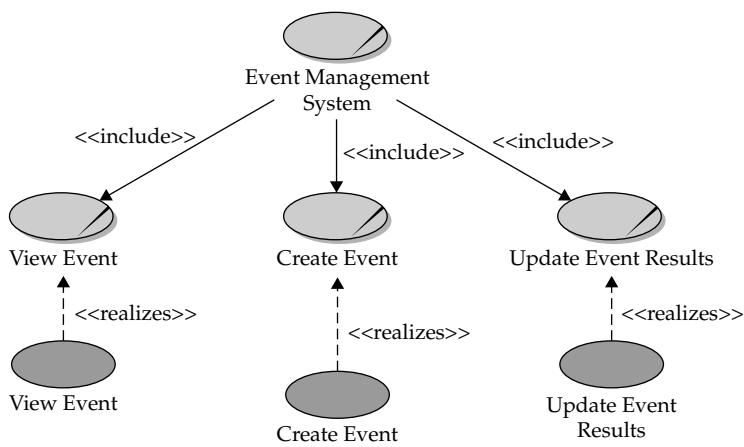 Event Management
System
<<include>>
<<include>>
<<include>>
View Event
Create Event
Update Event Results
<<realizes>>
<<realizes>>
<<realizes>>
View Event
Create Event
Update Event
Results